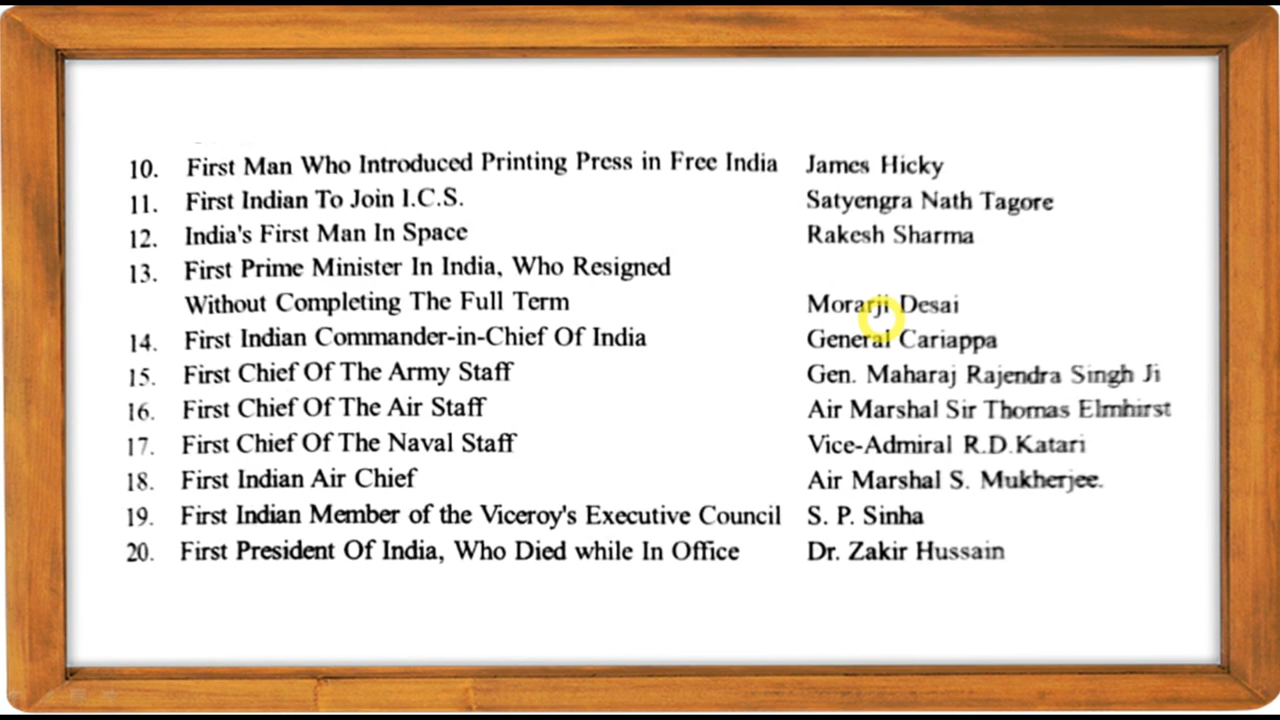 10. First Man Who Introduced Printing Press in Free India James Hicky
11. First Indian To Join I.C.S. Satyengra Nath Tagore
12. India's First Man In Space Rakesh Sharma
13. First Prime Minister In India, Who Resigned
Without Completing The Full Term Morarji Desai
14. First Indian Commander-in-Chief Of India General Cariappa
15. First Chief Of The Army Staff Gen. Maharaj Rajendra Singh Ji
16. First Chief Of The Air Staff Air Marshal Sir Thomas Elmhirst
17. First Chief Of The Naval Staff Vice-Admiral R.D.Katari
18. First Indian Air Chief Air Marshal S. Mukherjee.
19. First Indian Member of the Viceroy's Executive Council S. P. Sinha
20. First President Of India, Who Died while In Office Dr. Zakir Hussain